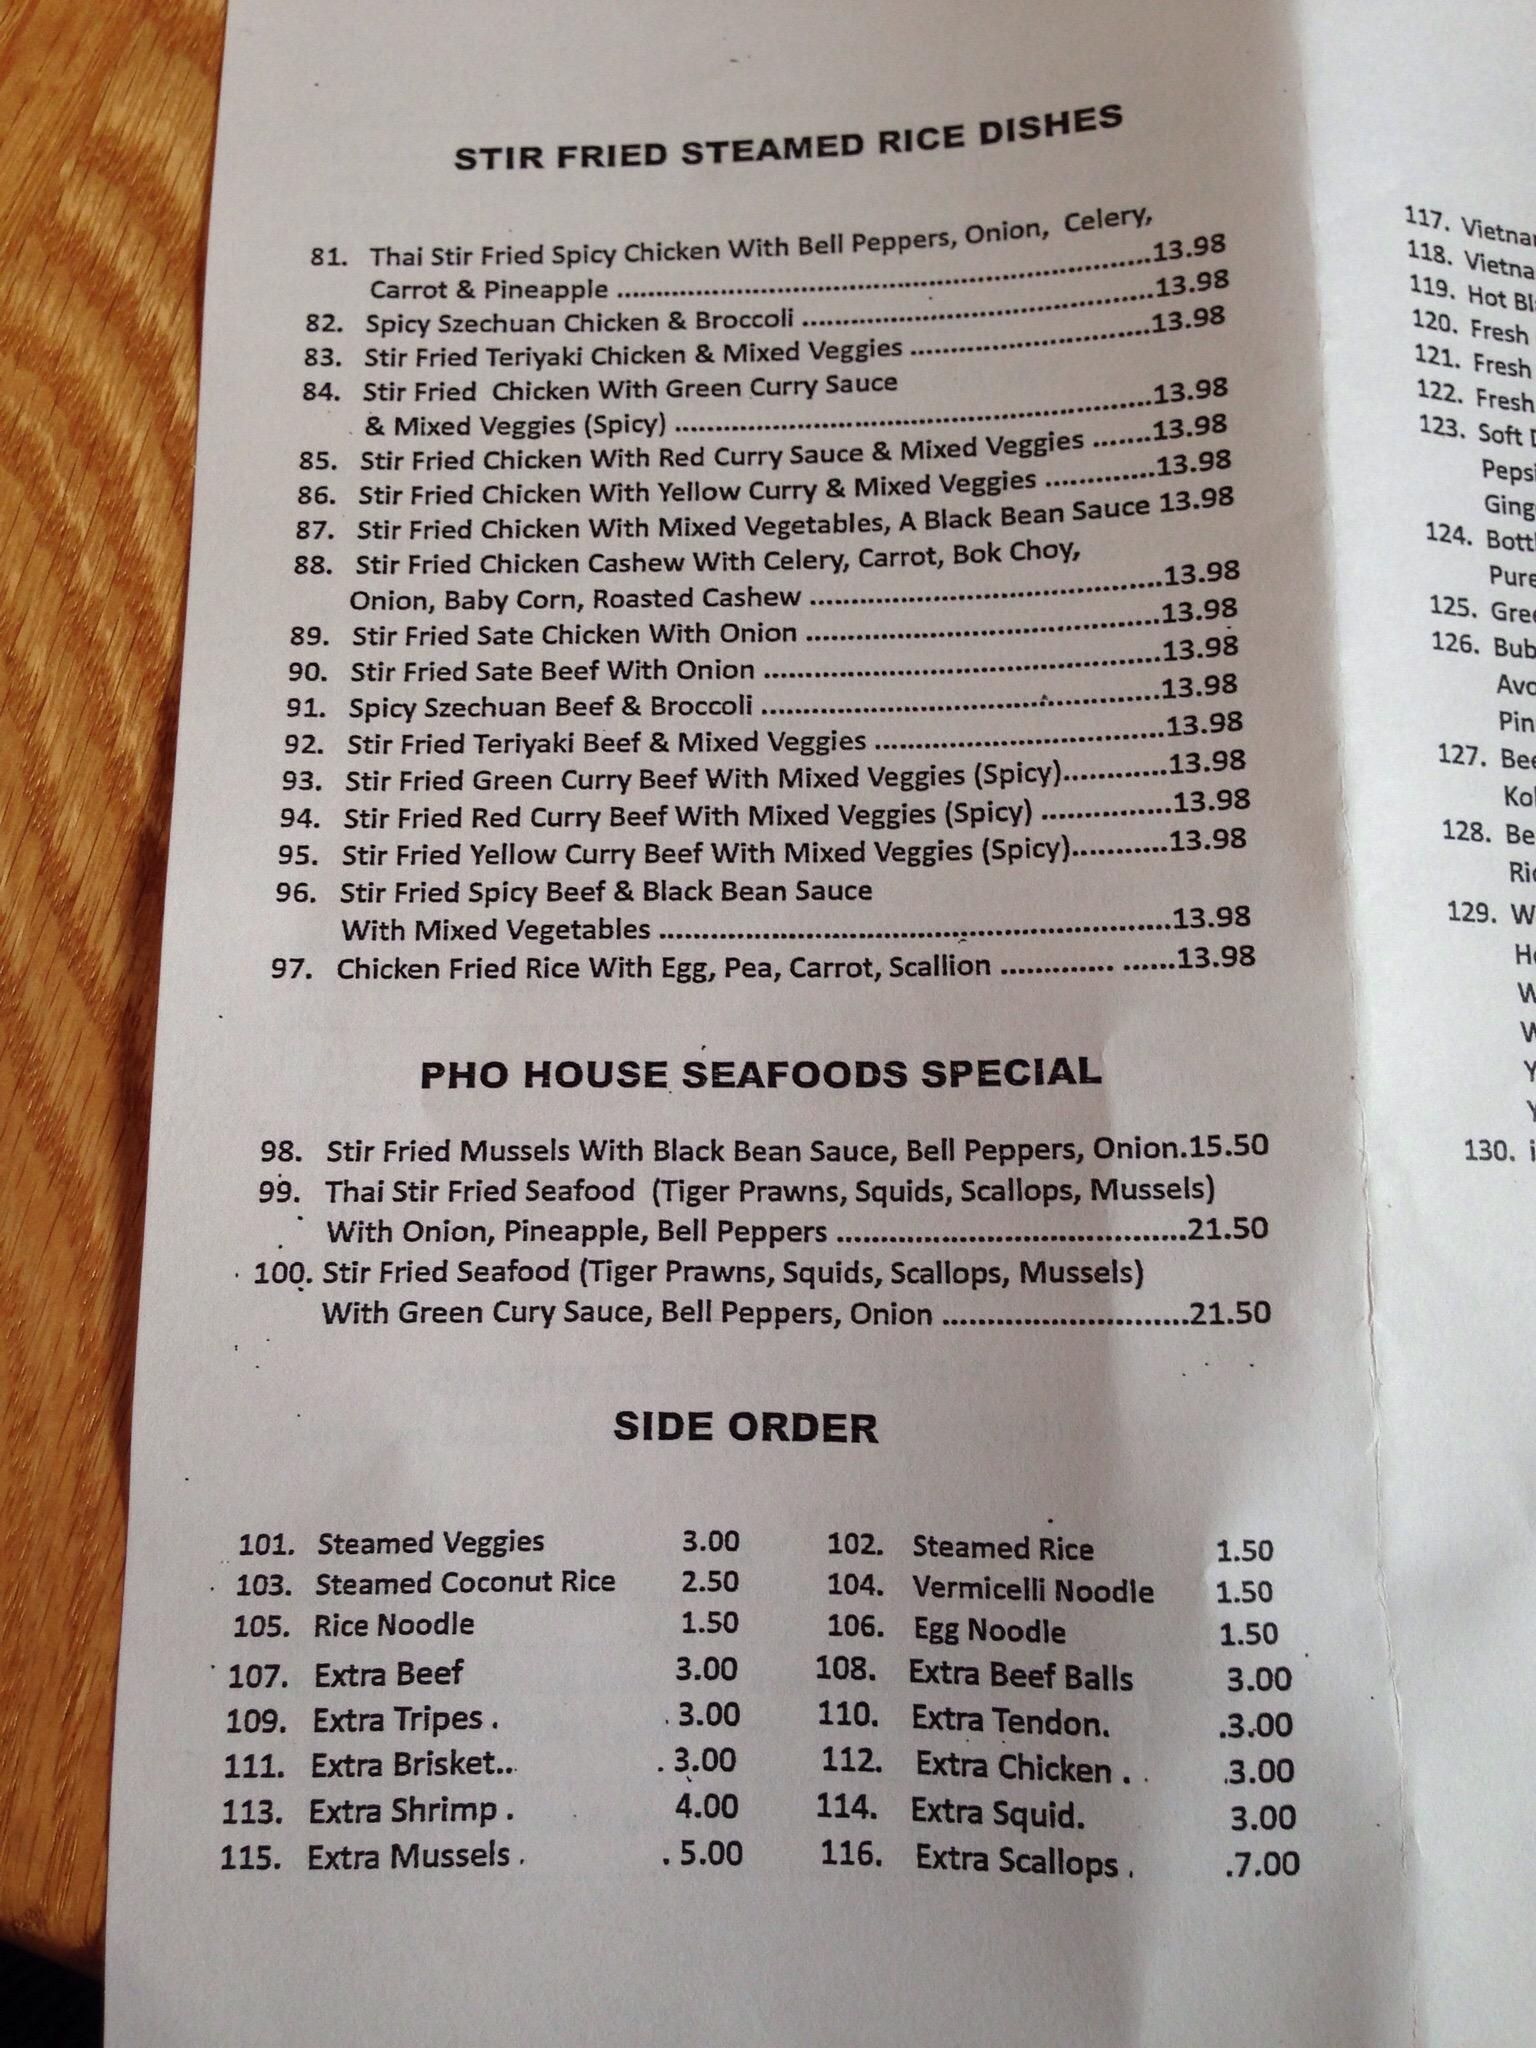 STIR FRIED STEAMED RICE DISHES
81. Thai Stir Fried Spicy Chicken With Bell Peppers, Onion, Celery,
Carrot & Pineapple ..........13.98
82. Spicy Szechuan Chicken & Broccoli ..........13.98
83. Stir Fried Teriyaki Chicken & Mixed Veggies ..........13.98
84. Stir Fried Chicken With Green Curry Sauce
& Mixed Veggies (Spicy) ..........13.98
85. Stir Fried Chicken With Red Curry Sauce & Mixed Veggies .......13.98
86. Stir Fried Chicken With Yellow Curry & Mixed Veggies ............13.98
87. Stir Fried Chicken With Mixed Vegetables, A Black Bean Sauce 13.98
88. Stir Fried Chicken Cashew With Celery, Carrot, Bok Choy,
Onion, Baby Corn, Roasted Cashew ..........13.98
89. Stir Fried Sate Chicken With Onion ..........13.98
90. Stir Fried Sate Beef With Onion ..........13.98
91. Spicy Szechuan Beef & Broccoli ..........13.98
92. Stir Fried Teriyaki Beef & Mixed Veggies ..........13.98
93. Stir Fried Green Curry Beef With Mixed Veggies (Spicy)............13.98
94. Stir Fried Red Curry Beef With Mixed Veggies (Spicy) ...............13.98
95. Stir Fried Yellow Curry Beef With Mixed Veggies (Spicy)...........13.98
96. Stir Fried Spicy Beef & Black Bean Sauce
With Mixed Vegetables ..........13.98
97. Chicken Fried Rice With Egg, Pea, Carrot, Scallion ............. ......13.98
PHO HOUSE SEAFOODS SPECIAL
98. Stir Fried Mussels With Black Bean Sauce, Bell Peppers, Onion.15.50
99. Thai Stir Fried Seafood (Tiger Prawns, Squids, Scallops, Mussels)
With Onion, Pineapple, Bell Peppers ..........21.50
100. Stir Fried Seafood (Tiger Prawns, Squids, Scallops, Mussels)
With Green Cury Sauce, Bell Peppers, Onion ..........21.50
SIDE ORDER
101. Steamed Veggies 3.00 102. Steamed Rice 1.50
103. Steamed Coconut Rice 2.50 104. Vermicelli Noodle 1.50
105. Rice Noodle 1.50 106. Egg Noodle 1.50
107. Extra Beef 3.00 108. Extra Beef Balls 3.00
109. Extra Tripes . . 3.00 110. Extra Tendon. .3.00
111. Extra Brisket.. . 3.00 112. Extra Chicken . . .3.00
113. Extra Shrimp . 4.00 114. Extra Squid. 3.00
115. Extra Mussels . . 5.00 116. Extra Scallops . .7.00
117.
118.
119. Hot
120. Fresh
121. Fresh
122. Fresh
123. Soft
124.
125.
126.
127.
128.
129.
130.